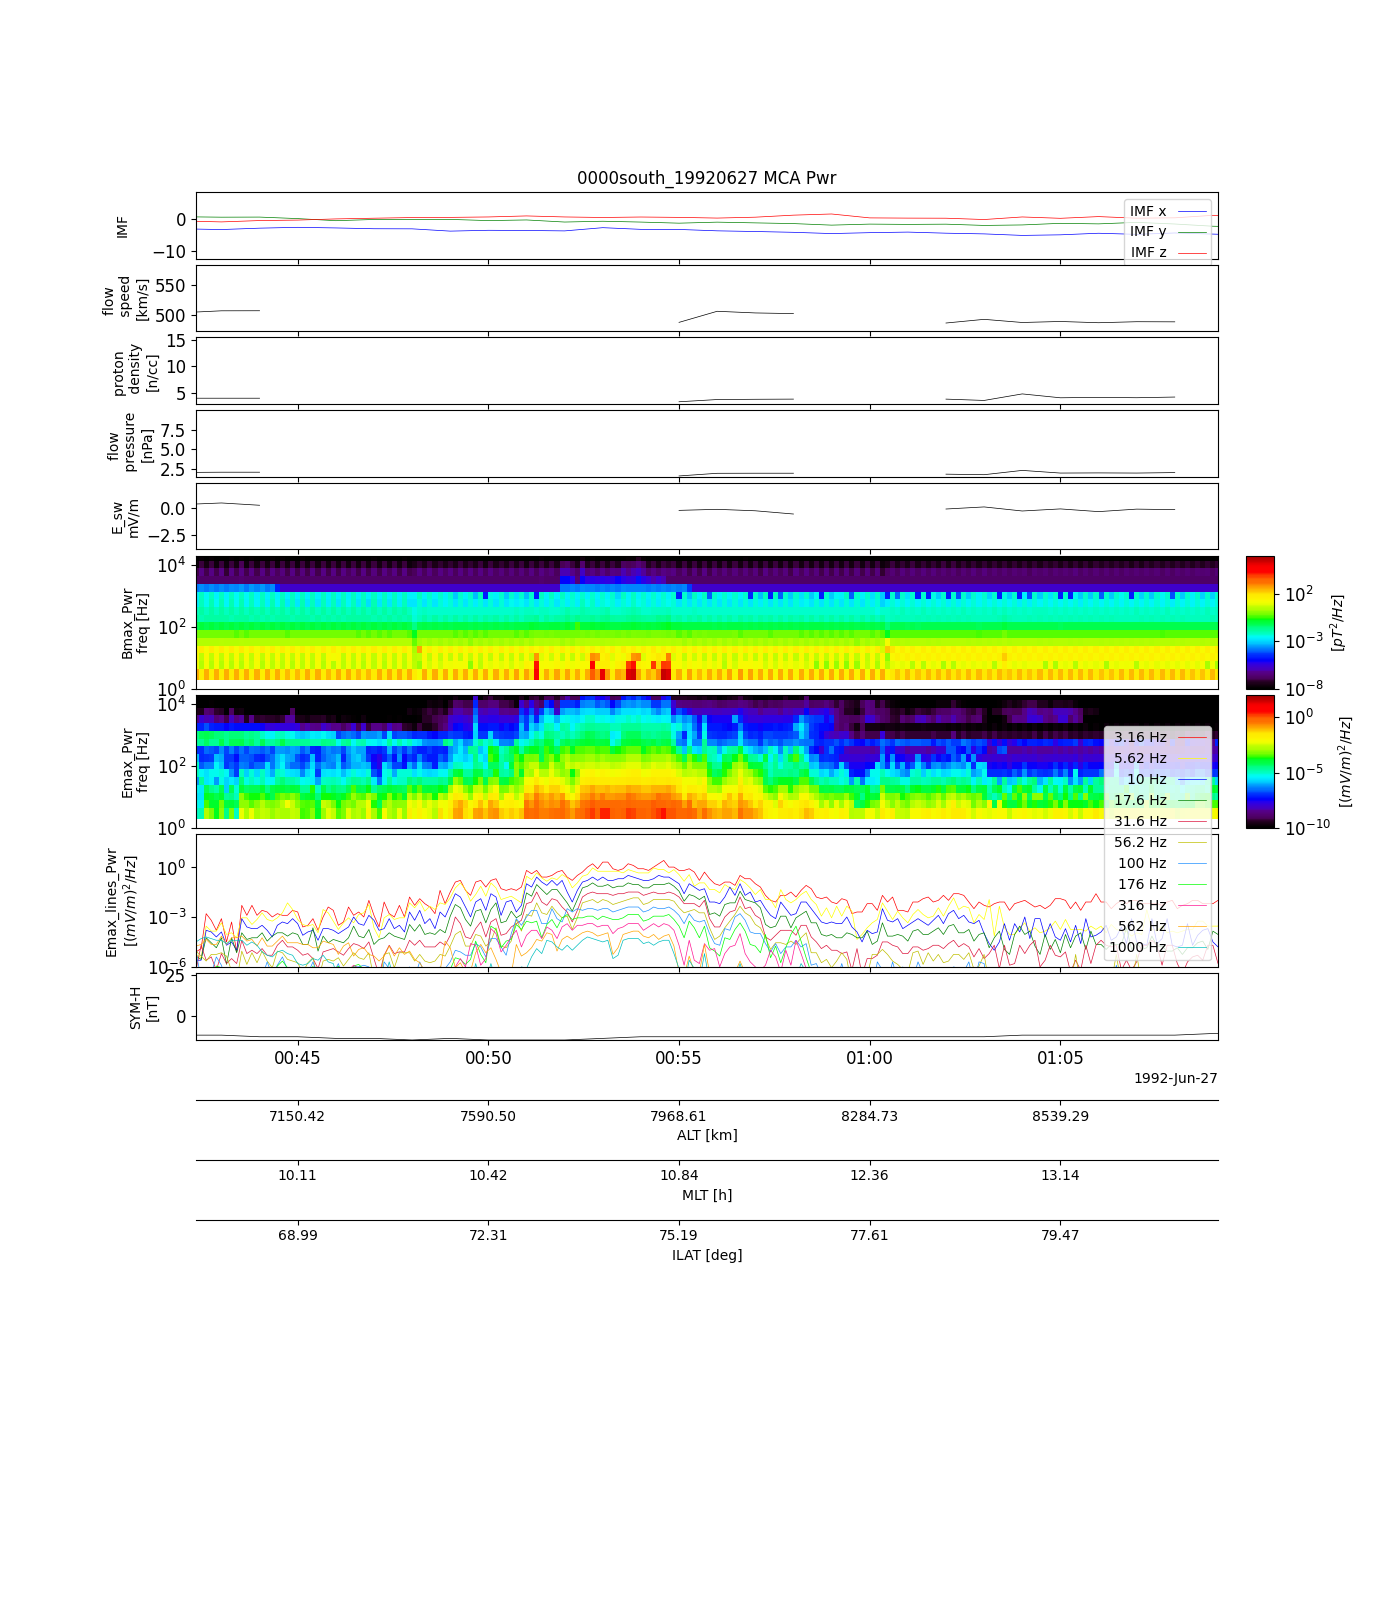 0000south_19920627 MCA Pwr
IMF
0
−10
IMF x
IMF y
IMF z
flow
speed
[km/s]
550
500
proton
density
[n/cc]
15
10
5
flow
pressure
[nPa]
7.5
5.0
2.5
E_sw
mV/m
0.0
−2.5
Bmax_Pwr
freq [Hz]
10^4
10^2
10^0
10^2
10^−3
10^−8
[pT^2/Hz]
Emax_Pwr
freq [Hz]
10^4
10^2
10^0
10^0
10^−5
10^−10
[(mV/m)^2/Hz]
3.16 Hz
5.62 Hz
10 Hz
17.6 Hz
31.6 Hz
56.2 Hz
100 Hz
176 Hz
316 Hz
562 Hz
1000 Hz
Emax_lines_Pwr
[(mV/m)^2/Hz]
10^0
10^−3
10^−6
SYM-H
[nT]
25
0
00:45 00:50 00:55 01:00 01:05
1992-Jun-27
7150.42 7590.50 7968.61 8284.73 8539.29
ALT [km]
10.11 10.42 10.84 12.36 13.14
MLT [h]
68.99 72.31 75.19 77.61 79.47
ILAT [deg]